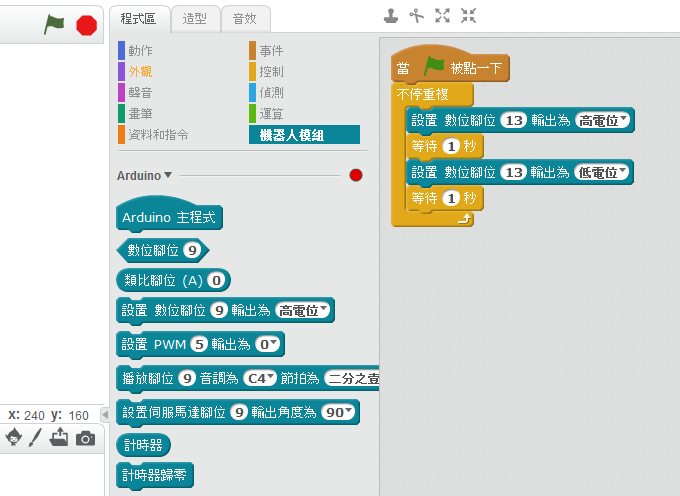 程式區 造型 音效
動作 事件
外觀 控制
聲音 偵測
畫筆 運算
資料和指令 機器人模組
Arduino
Arduino 主程式
數位腳位 9
類比腳位 (A) 0
設置 數位腳位 9 輸出為 高電位
設置 PWM 5 輸出為 0
播放腳位 9 音調為 C4 節拍為 二分之壹
設置伺服馬達腳位 9 輸出角度為 90
計時器
計時器歸零
x: 240 y: 160
當 被點一下
不停重複
設置 數位腳位 13 輸出為 高電位
等待 1 秒
設置 數位腳位 13 輸出為 低電位
等待 1 秒